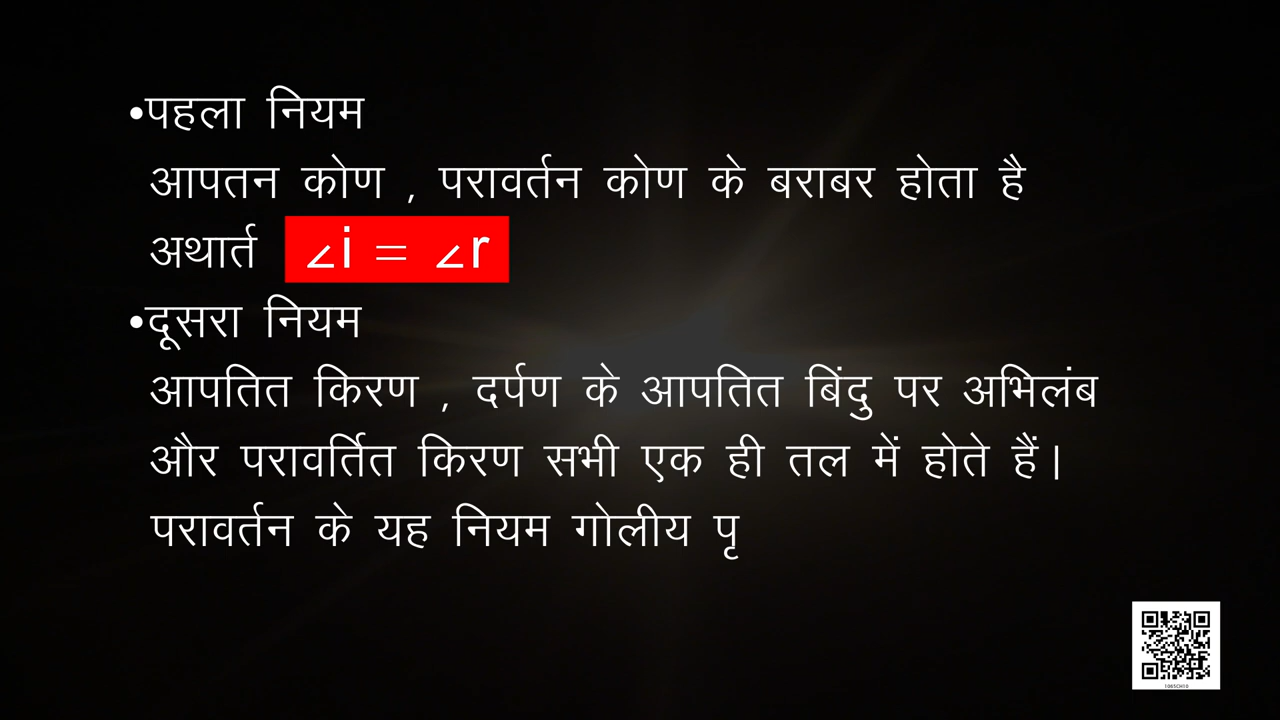 •पहला नियम
आपतन कोण , परावर्तन कोण के बराबर होता है
अथार्त ∠i = ∠r
•दूसरा नियम
आपतित किरण , दर्पण के आपतित बिंदु पर अभिलंब
और परावर्तित किरण सभी एक ही तल में होते हैं।
परावर्तन के यह नियम गोलीय पृ
1065CH10